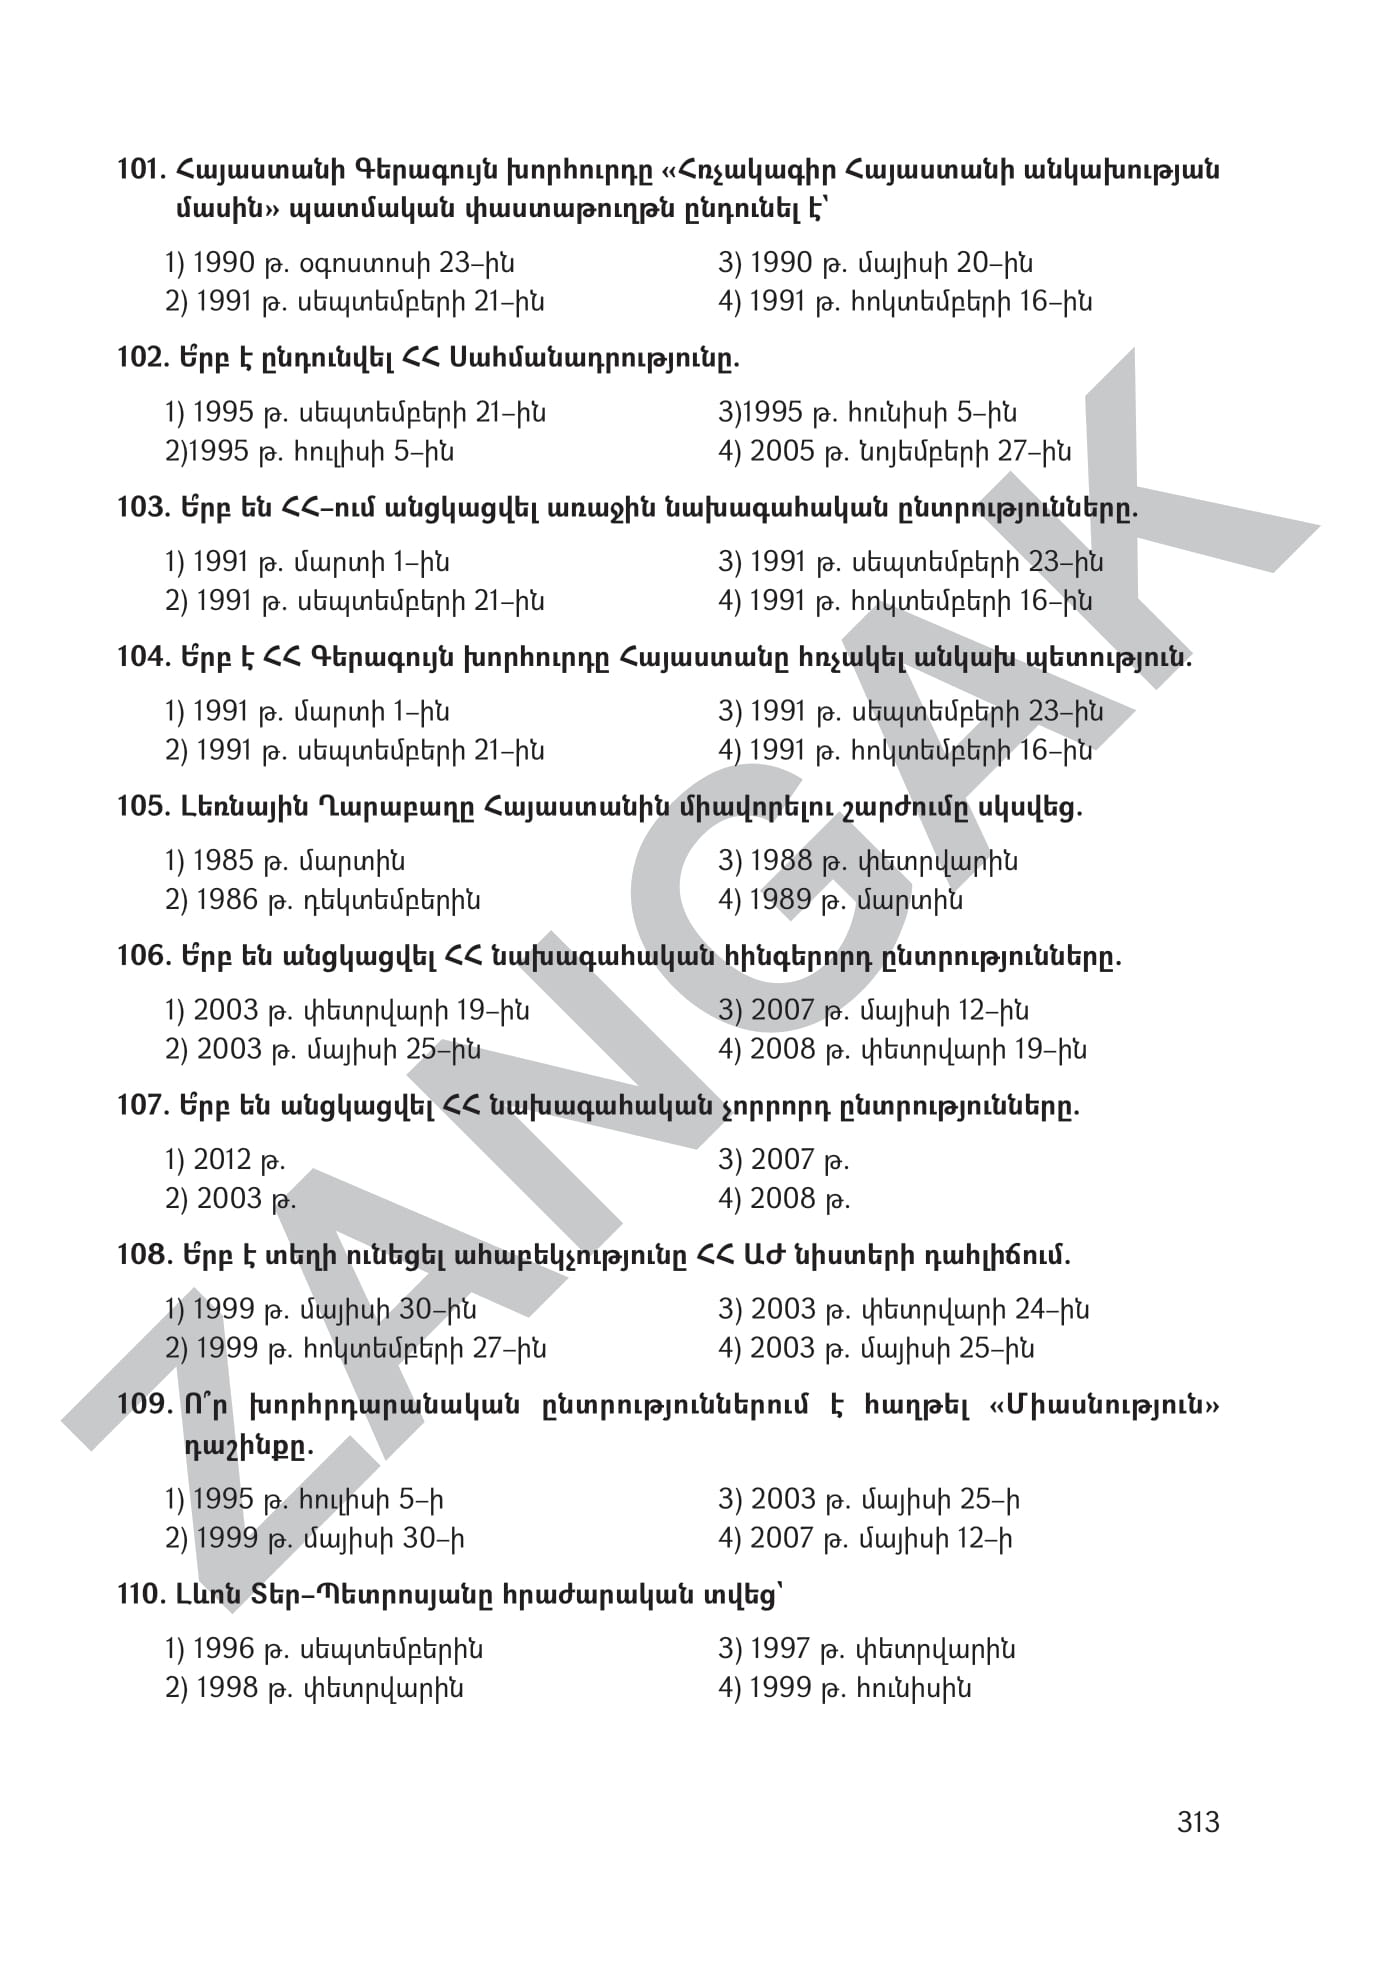 101. Հայաստանի Գերագույն խորհուրդը «Հռչակագիր Հայաստանի անկախության
մասին» պատմական փաստաթուղթն ընդունել է՝
1) 1990 թ. օգոստոսի 23–ին
3) 1990 թ. մայիսի 20–ին
2) 1991 թ. սեպտեմբերի 21–ին
4) 1991 թ. հոկտեմբերի 16–ին
102. Ե՞րբ է ընդունվել ՀՀ Սահմանադրությունը.
1) 1995 թ. սեպտեմբերի 21–ին
3)1995 թ. հունիսի 5–ին
2)1995 թ. հուլիսի 5–ին
4) 2005 թ. նոյեմբերի 27–ին
103. Ե՞րբ են ՀՀ–ում անցկացվել առաջին նախագահական ընտրությունները.
1) 1991 թ. մարտի 1–ին
3) 1991 թ. սեպտեմբերի 23–ին
2) 1991 թ. սեպտեմբերի 21–ին
4) 1991 թ. հոկտեմբերի 16–ին
104. Ե՞րբ է ՀՀ Գերագույն խորհուրդը Հայաստանը հռչակել անկախ պետություն.
1) 1991 թ. մարտի 1–ին
3) 1991 թ. սեպտեմբերի 23–ին
2) 1991 թ. սեպտեմբերի 21–ին
4) 1991 թ. հոկտեմբերի 16–ին
105. Լեռնային Ղարաբաղը Հայաստանին միավորելու շարժումը սկսվեց.
1) 1985 թ. մարտին
3) 1988 թ. փետրվարին
2) 1986 թ. դեկտեմբերին
4) 1989 թ. մարտին
106. Ե՞րբ են անցկացվել ՀՀ նախագահական հինգերորդ ընտրությունները.
1) 2003 թ. փետրվարի 19–ին
3) 2007 թ. մայիսի 12–ին
2) 2003 թ. մայիսի 25–ին
4) 2008 թ. փետրվարի 19–ին
107. Ե՞րբ են անցկացվել ՀՀ նախագահական չորրորդ ընտրությունները.
1) 2012 թ.
3) 2007 թ.
2) 2003 թ.
4) 2008 թ.
108. Ե՞րբ է տեղի ունեցել ահաբեկչությունը ՀՀ ԱԺ նիստերի դահլիճում.
1) 1999 թ. մայիսի 30–ին
3) 2003 թ. փետրվարի 24–ին
2) 1999 թ. հոկտեմբերի 27–ին
4) 2003 թ. մայիսի 25–ին
109. Ո՞ր խորհրդարանական ընտրություններում է հաղթել «Միասնություն»
դաշինքը.
1) 1995 թ. հուլիսի 5–ի
3) 2003 թ. մայիսի 25–ի
2) 1999 թ. մայիսի 30–ի
4) 2007 թ. մայիսի 12–ի
110. Լևոն Տեր–Պետրոսյանը հրաժարական տվեց՝
1) 1996 թ. սեպտեմբերին
3) 1997 թ. փետրվարին
2) 1998 թ. փետրվարին
4) 1999 թ. հունիսին
313
ZANGAK